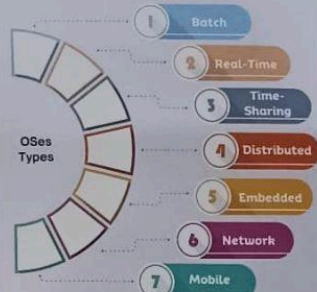 1 Batch
2 Real-Time
3 Time-
Sharing
OSes
Types
4 Distributed
5 Embedded
6 Network
7 Mobile